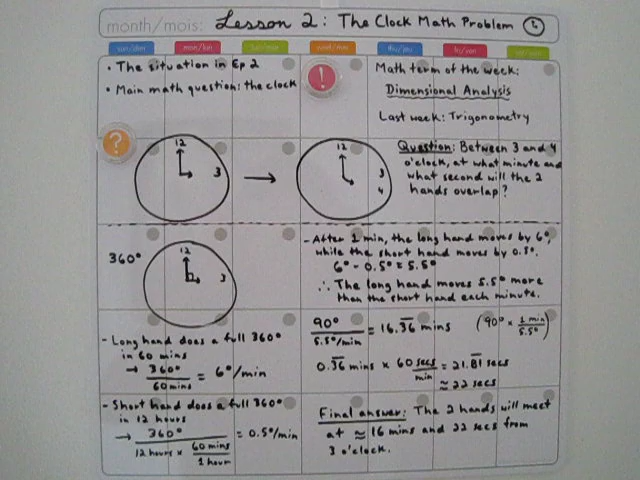 month/mois: Lesson 2: The Clock Math Problem
sun/dim mon/lun tue/mar wed/mer thu/jeu fri/ven sat/sam
• The situation in Ep 2
• Main math question: the clock
!
Math term of the week:
Dimensional Analysis
Last week: Trigonometry
?
12
3
12
3
4
Question: Between 3 and 4
o'clock, at what minute and
what second will the 2
hands overlap?
360°
12
3
- After 1 min, the long hand moves by 6°,
while the short hand moves by 0.5°.
6° - 0.5° = 5.5°
∴ The long hand moves 5.5° more
than the short hand each minute.
- Long hand does a full 360°
in 60 mins
→ 360°/60mins = 6°/min
90°/5.5°/min = 16.3̅6̅ mins (90° × 1 min/5.5°)
0.3̅6̅ mins × 60 secs/min = 21.8̅1̅ secs
≈ 22 secs
- Short hand does a full 360°
in 12 hours
→ 360°/12 hours × 60 mins/1 hour = 0.5°/min
Final answer: The 2 hands will meet
at ≈ 16 mins and 22 secs from
3 o'clock.